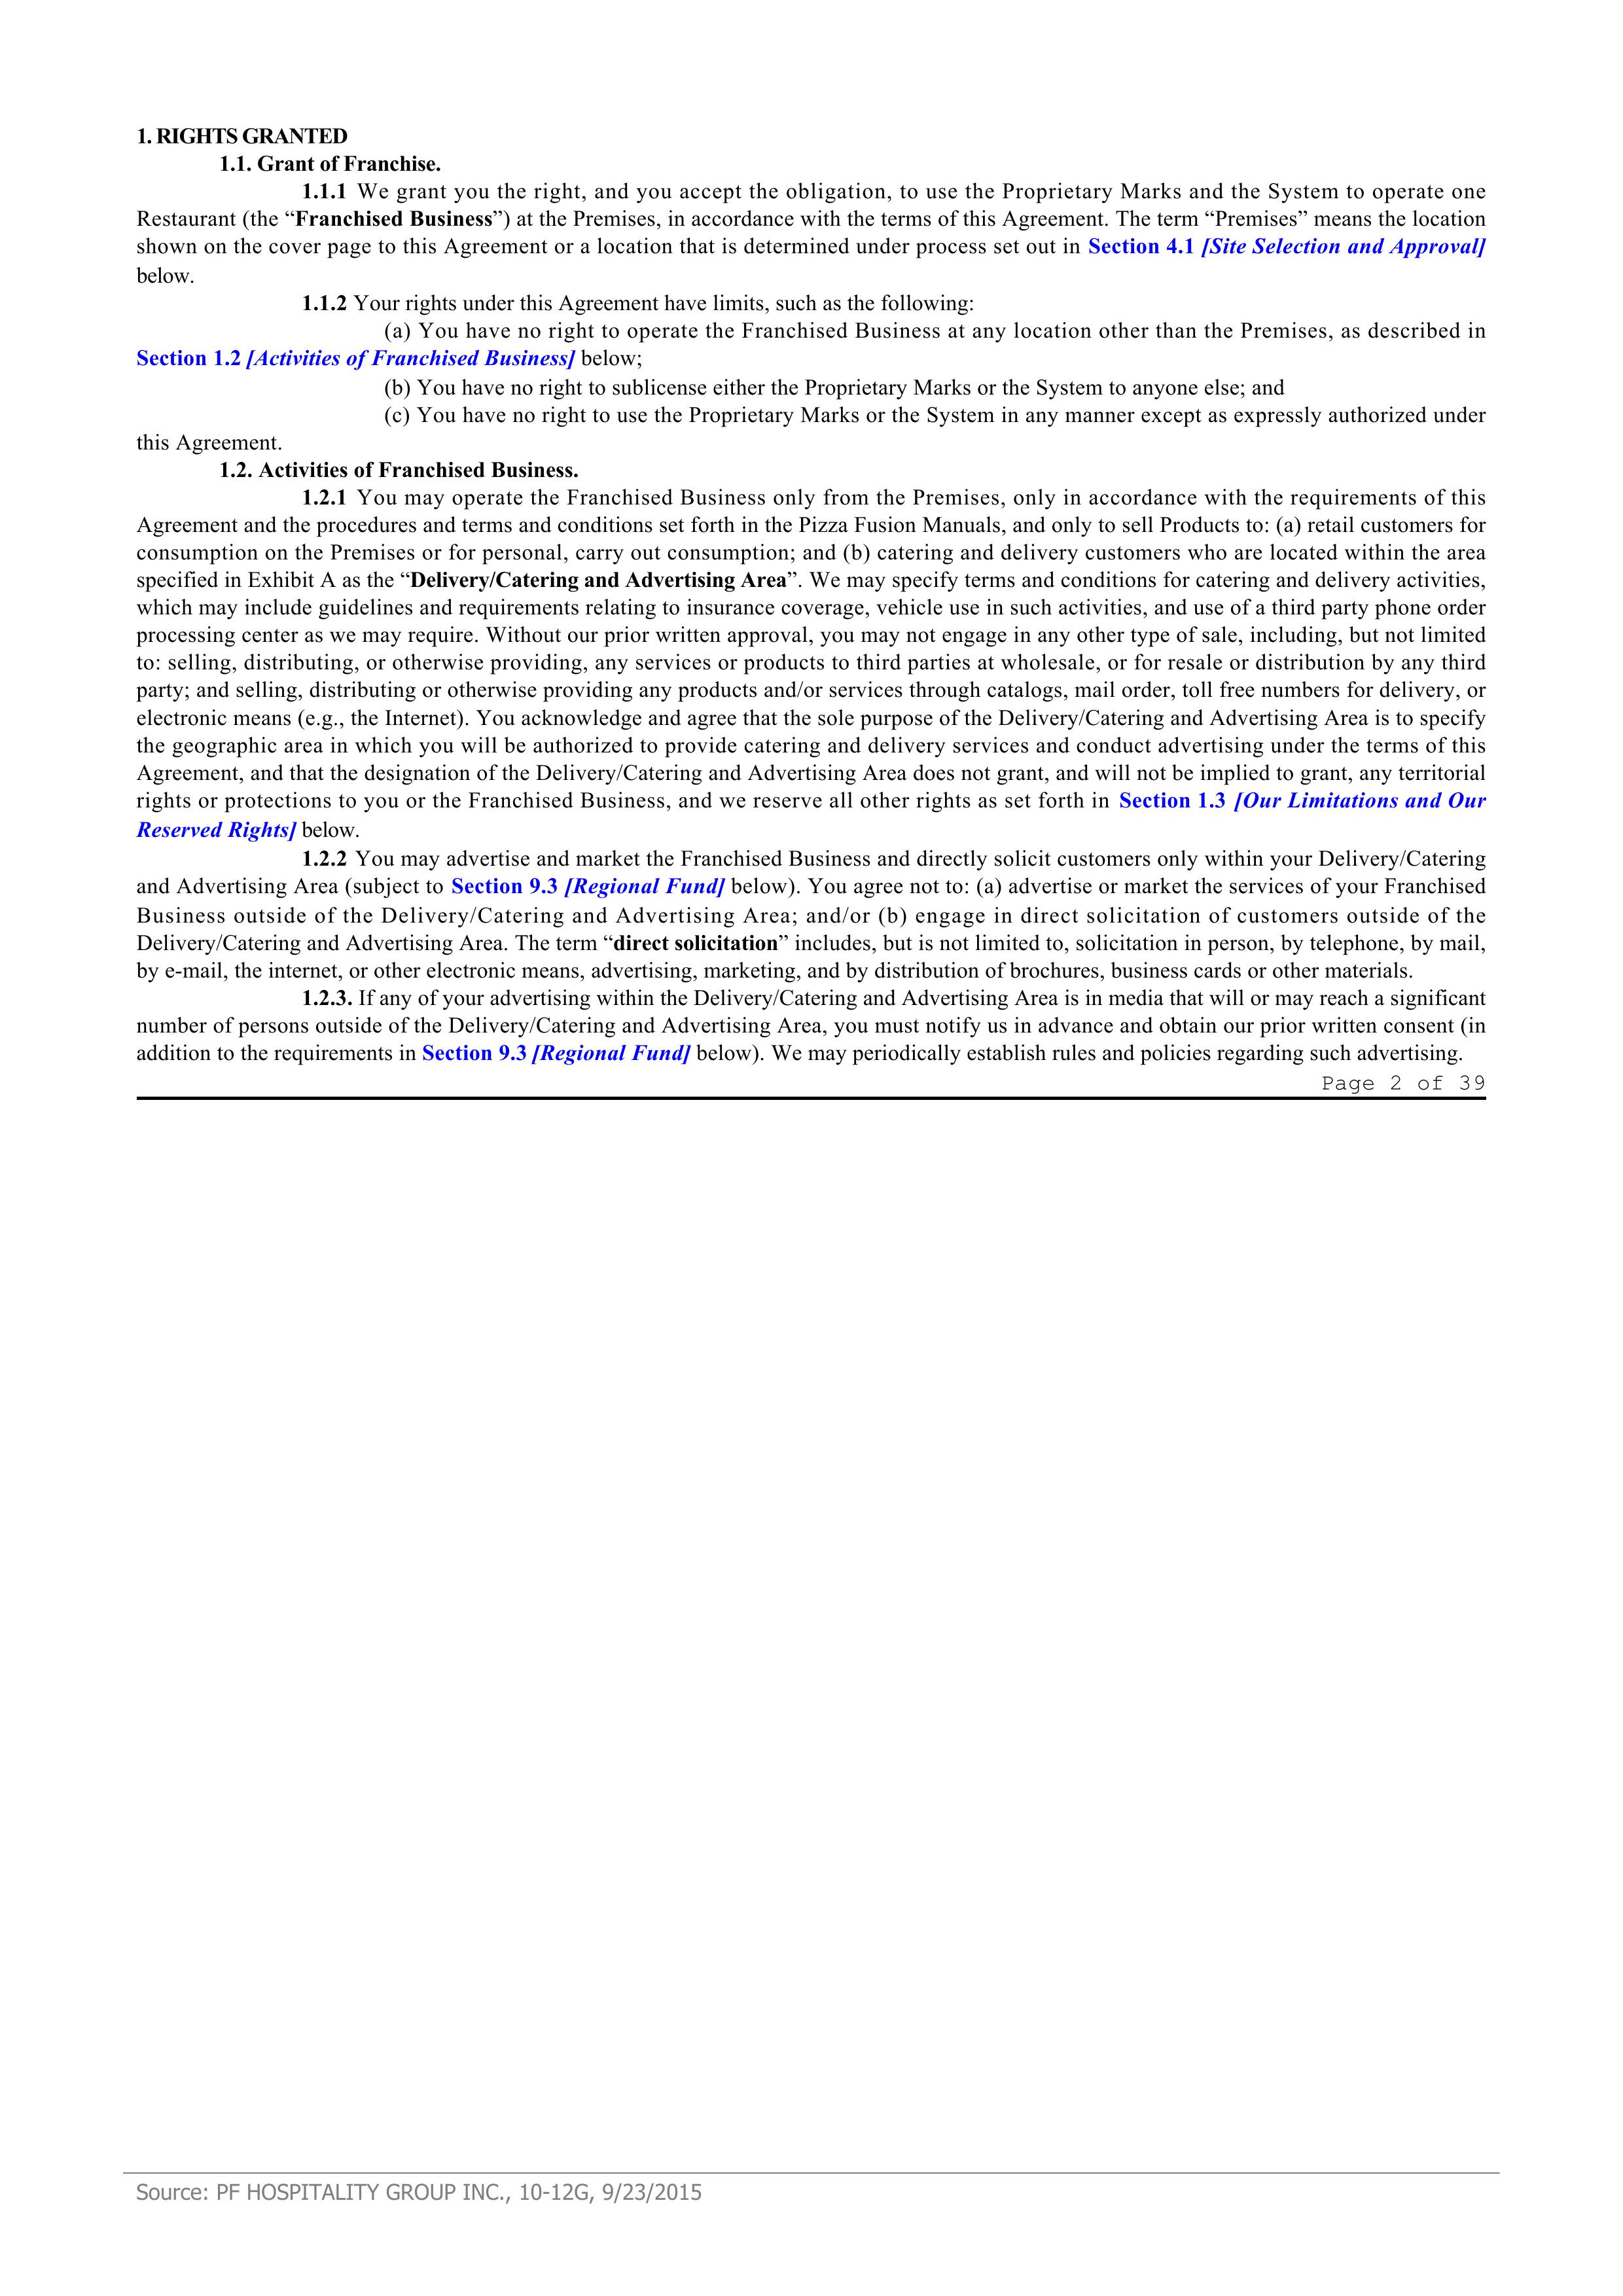 1. RIGHTS GRANTED
1.1. Grant of Franchise.
1.1.1 We grant you the right, and you accept the obligation, to use the Proprietary Marks and the System to operate one
Restaurant (the “Franchised Business”) at the Premises, in accordance with the terms of this Agreement. The term “Premises” means the location
shown on the cover page to this Agreement or a location that is determined under process set out in Section 4.1 [Site Selection and Approval]
below.
1.1.2 Your rights under this Agreement have limits, such as the following:
(a) You have no right to operate the Franchised Business at any location other than the Premises, as described in
Section 1.2 [Activities of Franchised Business] below;
(b) You have no right to sublicense either the Proprietary Marks or the System to anyone else; and
(c) You have no right to use the Proprietary Marks or the System in any manner except as expressly authorized under
this Agreement.
1.2. Activities of Franchised Business.
1.2.1 You may operate the Franchised Business only from the Premises, only in accordance with the requirements of this
Agreement and the procedures and terms and conditions set forth in the Pizza Fusion Manuals, and only to sell Products to: (a) retail customers for
consumption on the Premises or for personal, carry out consumption; and (b) catering and delivery customers who are located within the area
specified in Exhibit A as the “Delivery/Catering and Advertising Area”. We may specify terms and conditions for catering and delivery activities,
which may include guidelines and requirements relating to insurance coverage, vehicle use in such activities, and use of a third party phone order
processing center as we may require. Without our prior written approval, you may not engage in any other type of sale, including, but not limited
to: selling, distributing, or otherwise providing, any services or products to third parties at wholesale, or for resale or distribution by any third
party; and selling, distributing or otherwise providing any products and/or services through catalogs, mail order, toll free numbers for delivery, or
electronic means (e.g., the Internet). You acknowledge and agree that the sole purpose of the Delivery/Catering and Advertising Area is to specify
the geographic area in which you will be authorized to provide catering and delivery services and conduct advertising under the terms of this
Agreement, and that the designation of the Delivery/Catering and Advertising Area does not grant, and will not be implied to grant, any territorial
rights or protections to you or the Franchised Business, and we reserve all other rights as set forth in Section 1.3 [Our Limitations and Our
Reserved Rights] below.
1.2.2 You may advertise and market the Franchised Business and directly solicit customers only within your Delivery/Catering
and Advertising Area (subject to Section 9.3 [Regional Fund] below). You agree not to: (a) advertise or market the services of your Franchised
Business outside of the Delivery/Catering and Advertising Area; and/or (b) engage in direct solicitation of customers outside of the
Delivery/Catering and Advertising Area. The term “direct solicitation” includes, but is not limited to, solicitation in person, by telephone, by mail,
by e-mail, the internet, or other electronic means, advertising, marketing, and by distribution of brochures, business cards or other materials.
1.2.3. If any of your advertising within the Delivery/Catering and Advertising Area is in media that will or may reach a significant
number of persons outside of the Delivery/Catering and Advertising Area, you must notify us in advance and obtain our prior written consent (in
addition to the requirements in Section 9.3 [Regional Fund] below). We may periodically establish rules and policies regarding such advertising.
Page 2 of 39
Source: PF HOSPITALITY GROUP INC., 10-12G, 9/23/2015